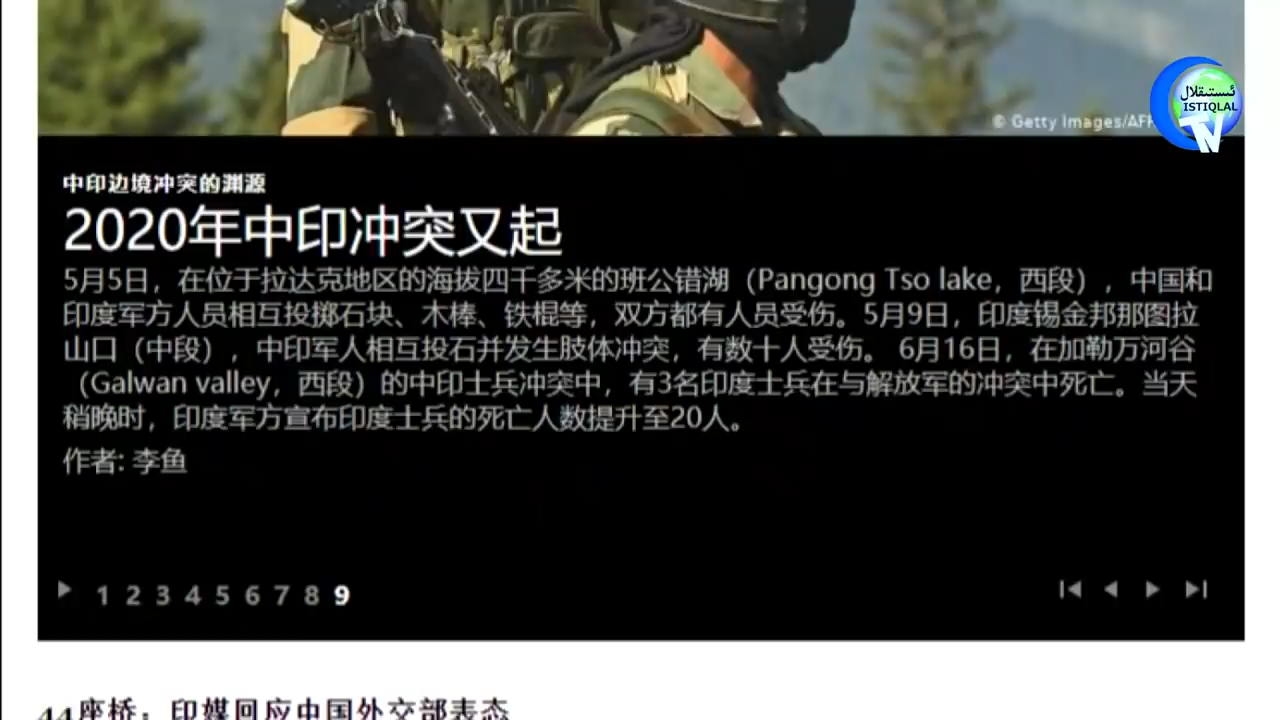 ئىستىقلال
ISTIQLAL
TV
© Getty Images/AF
中印边境冲突的渊源
2020年中印冲突又起
5月5日，在位于拉达克地区的海拔四千多米的班公错湖（Pangong Tso lake，西段），中国和
印度军方人员相互投掷石块、木棒、铁棍等，双方都有人员受伤。5月9日，印度锡金邦那图拉
山口（中段），中印军人相互投石并发生肢体冲突，有数十人受伤。 6月16日，在加勒万河谷
（Galwan valley，西段）的中印士兵冲突中，有3名印度士兵在与解放军的冲突中死亡。当天
稍晚时，印度军方宣布印度士兵的死亡人数提升至20人。
作者: 李鱼
1 2 3 4 5 6 7 8 9
44座桥：印媒回应中国外交部表态